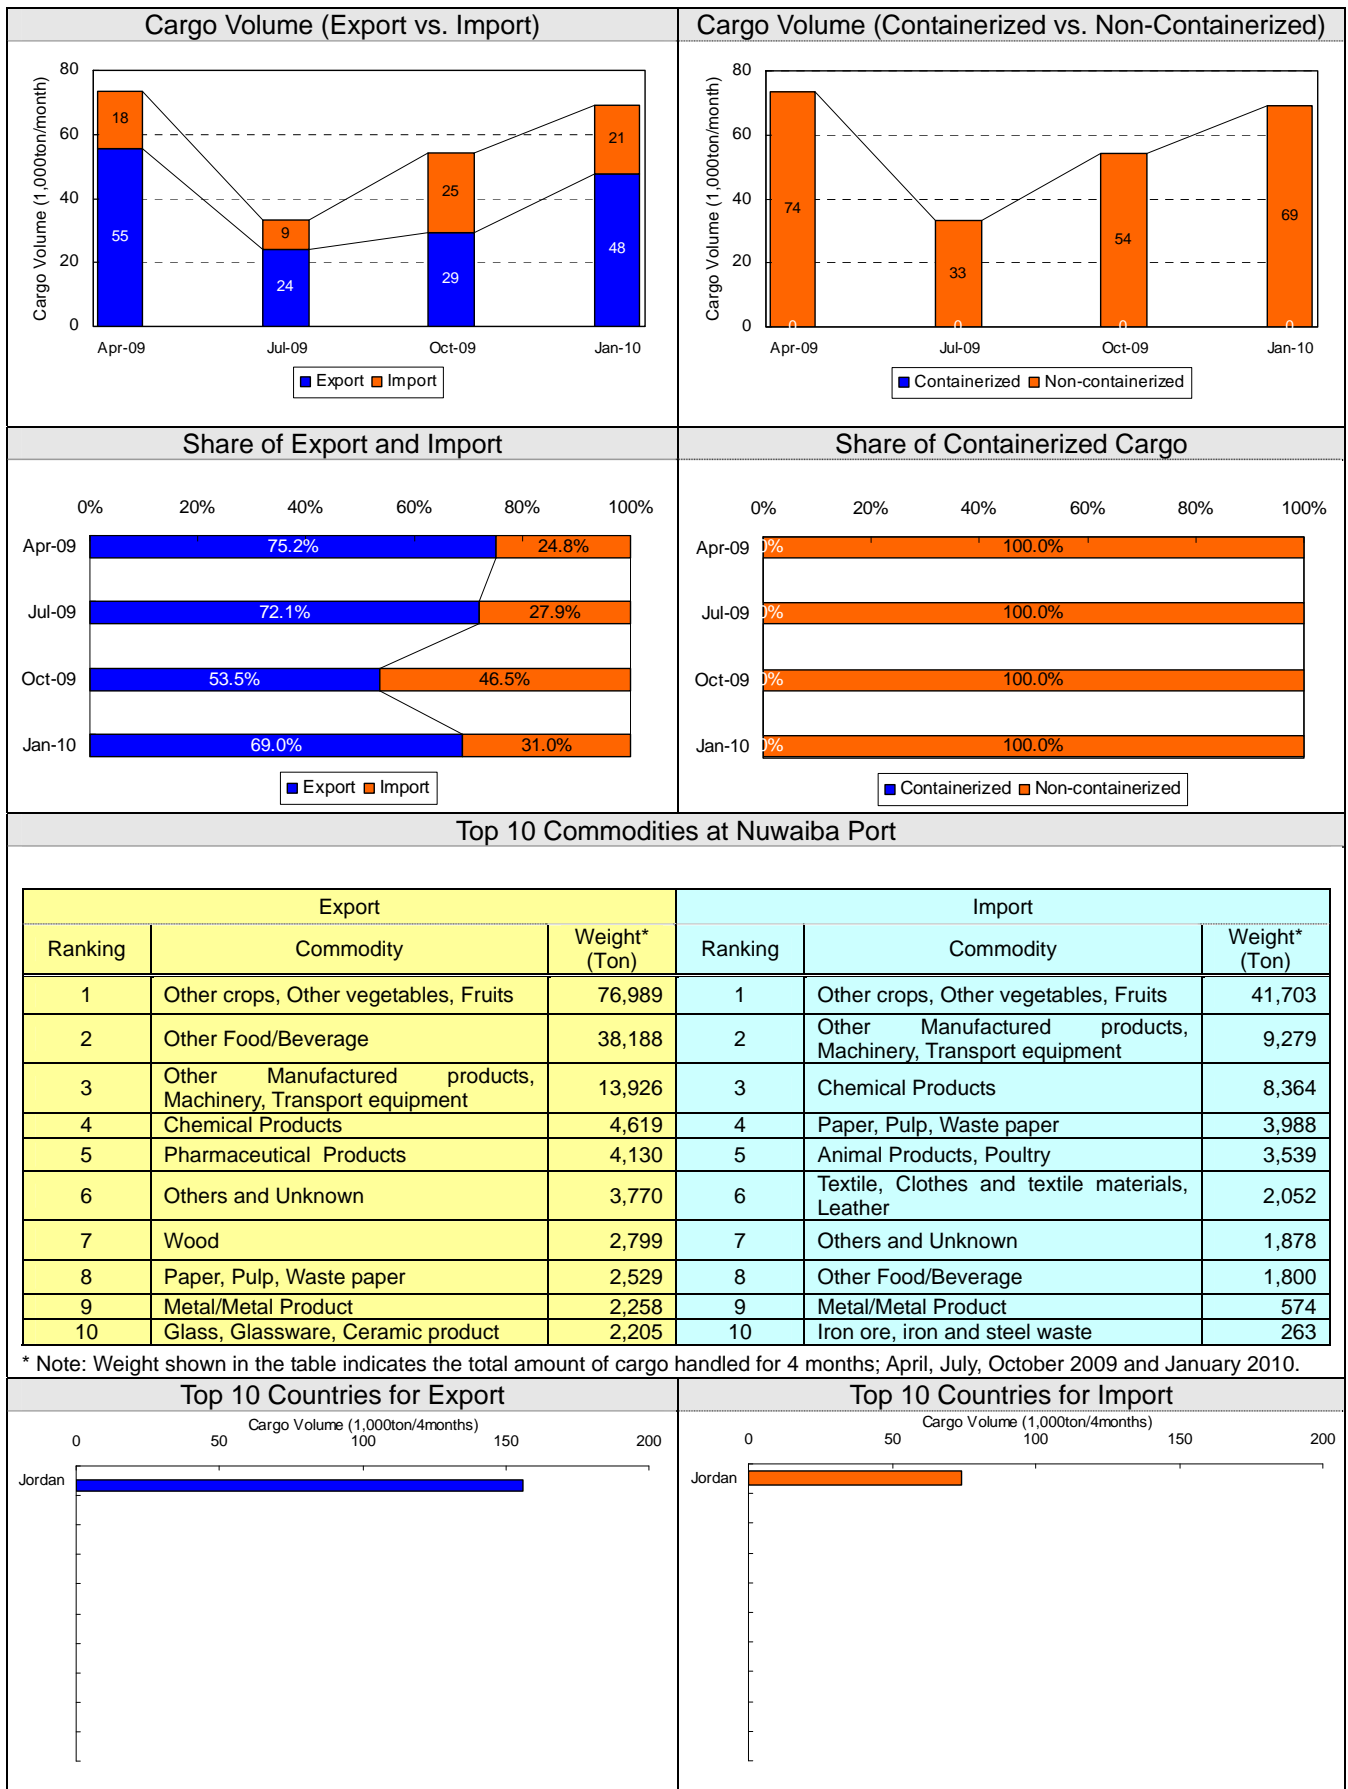 Cargo Volume (Export vs. Import)
Cargo Volume (1,000ton/month)
80
60
40
20
0
18
55
9
24
25
29
21
48
Apr-09 Jul-09 Oct-09 Jan-10
Export Import
Cargo Volume (Containerized vs. Non-Containerized)
Cargo Volume (1,000ton/month)
80
60
40
20
0
74
33
54
69
0 0 0 0
Apr-09 Jul-09 Oct-09 Jan-10
Containerized Non-containerized
Share of Export and Import
0% 20% 40% 60% 80% 100%
Apr-09 75.2% 24.8%
Jul-09 72.1% 27.9%
Oct-09 53.5% 46.5%
Jan-10 69.0% 31.0%
Export Import
Share of Containerized Cargo
0% 20% 40% 60% 80% 100%
Apr-09 0% 100.0%
Jul-09 0% 100.0%
Oct-09 0% 100.0%
Jan-10 0% 100.0%
Containerized Non-containerized
Top 10 Commodities at Nuwaiba Port
Export Import
Ranking Commodity Weight* (Ton) Ranking Commodity Weight* (Ton)
1 Other crops, Other vegetables, Fruits 76,989 1 Other crops, Other vegetables, Fruits 41,703
2 Other Food/Beverage 38,188 2 Other Manufactured products, Machinery, Transport equipment 9,279
3 Other Manufactured products, Machinery, Transport equipment 13,926 3 Chemical Products 8,364
4 Chemical Products 4,619 4 Paper, Pulp, Waste paper 3,988
5 Pharmaceutical Products 4,130 5 Animal Products, Poultry 3,539
6 Others and Unknown 3,770 6 Textile, Clothes and textile materials, Leather 2,052
7 Wood 2,799 7 Others and Unknown 1,878
8 Paper, Pulp, Waste paper 2,529 8 Other Food/Beverage 1,800
9 Metal/Metal Product 2,258 9 Metal/Metal Product 574
10 Glass, Glassware, Ceramic product 2,205 10 Iron ore, iron and steel waste 263
* Note: Weight shown in the table indicates the total amount of cargo handled for 4 months; April, July, October 2009 and January 2010.
Top 10 Countries for Export
Cargo Volume (1,000ton/4months)
0 50 100 150 200
Jordan
Top 10 Countries for Import
Cargo Volume (1,000ton/4months)
0 50 100 150 200
Jordan